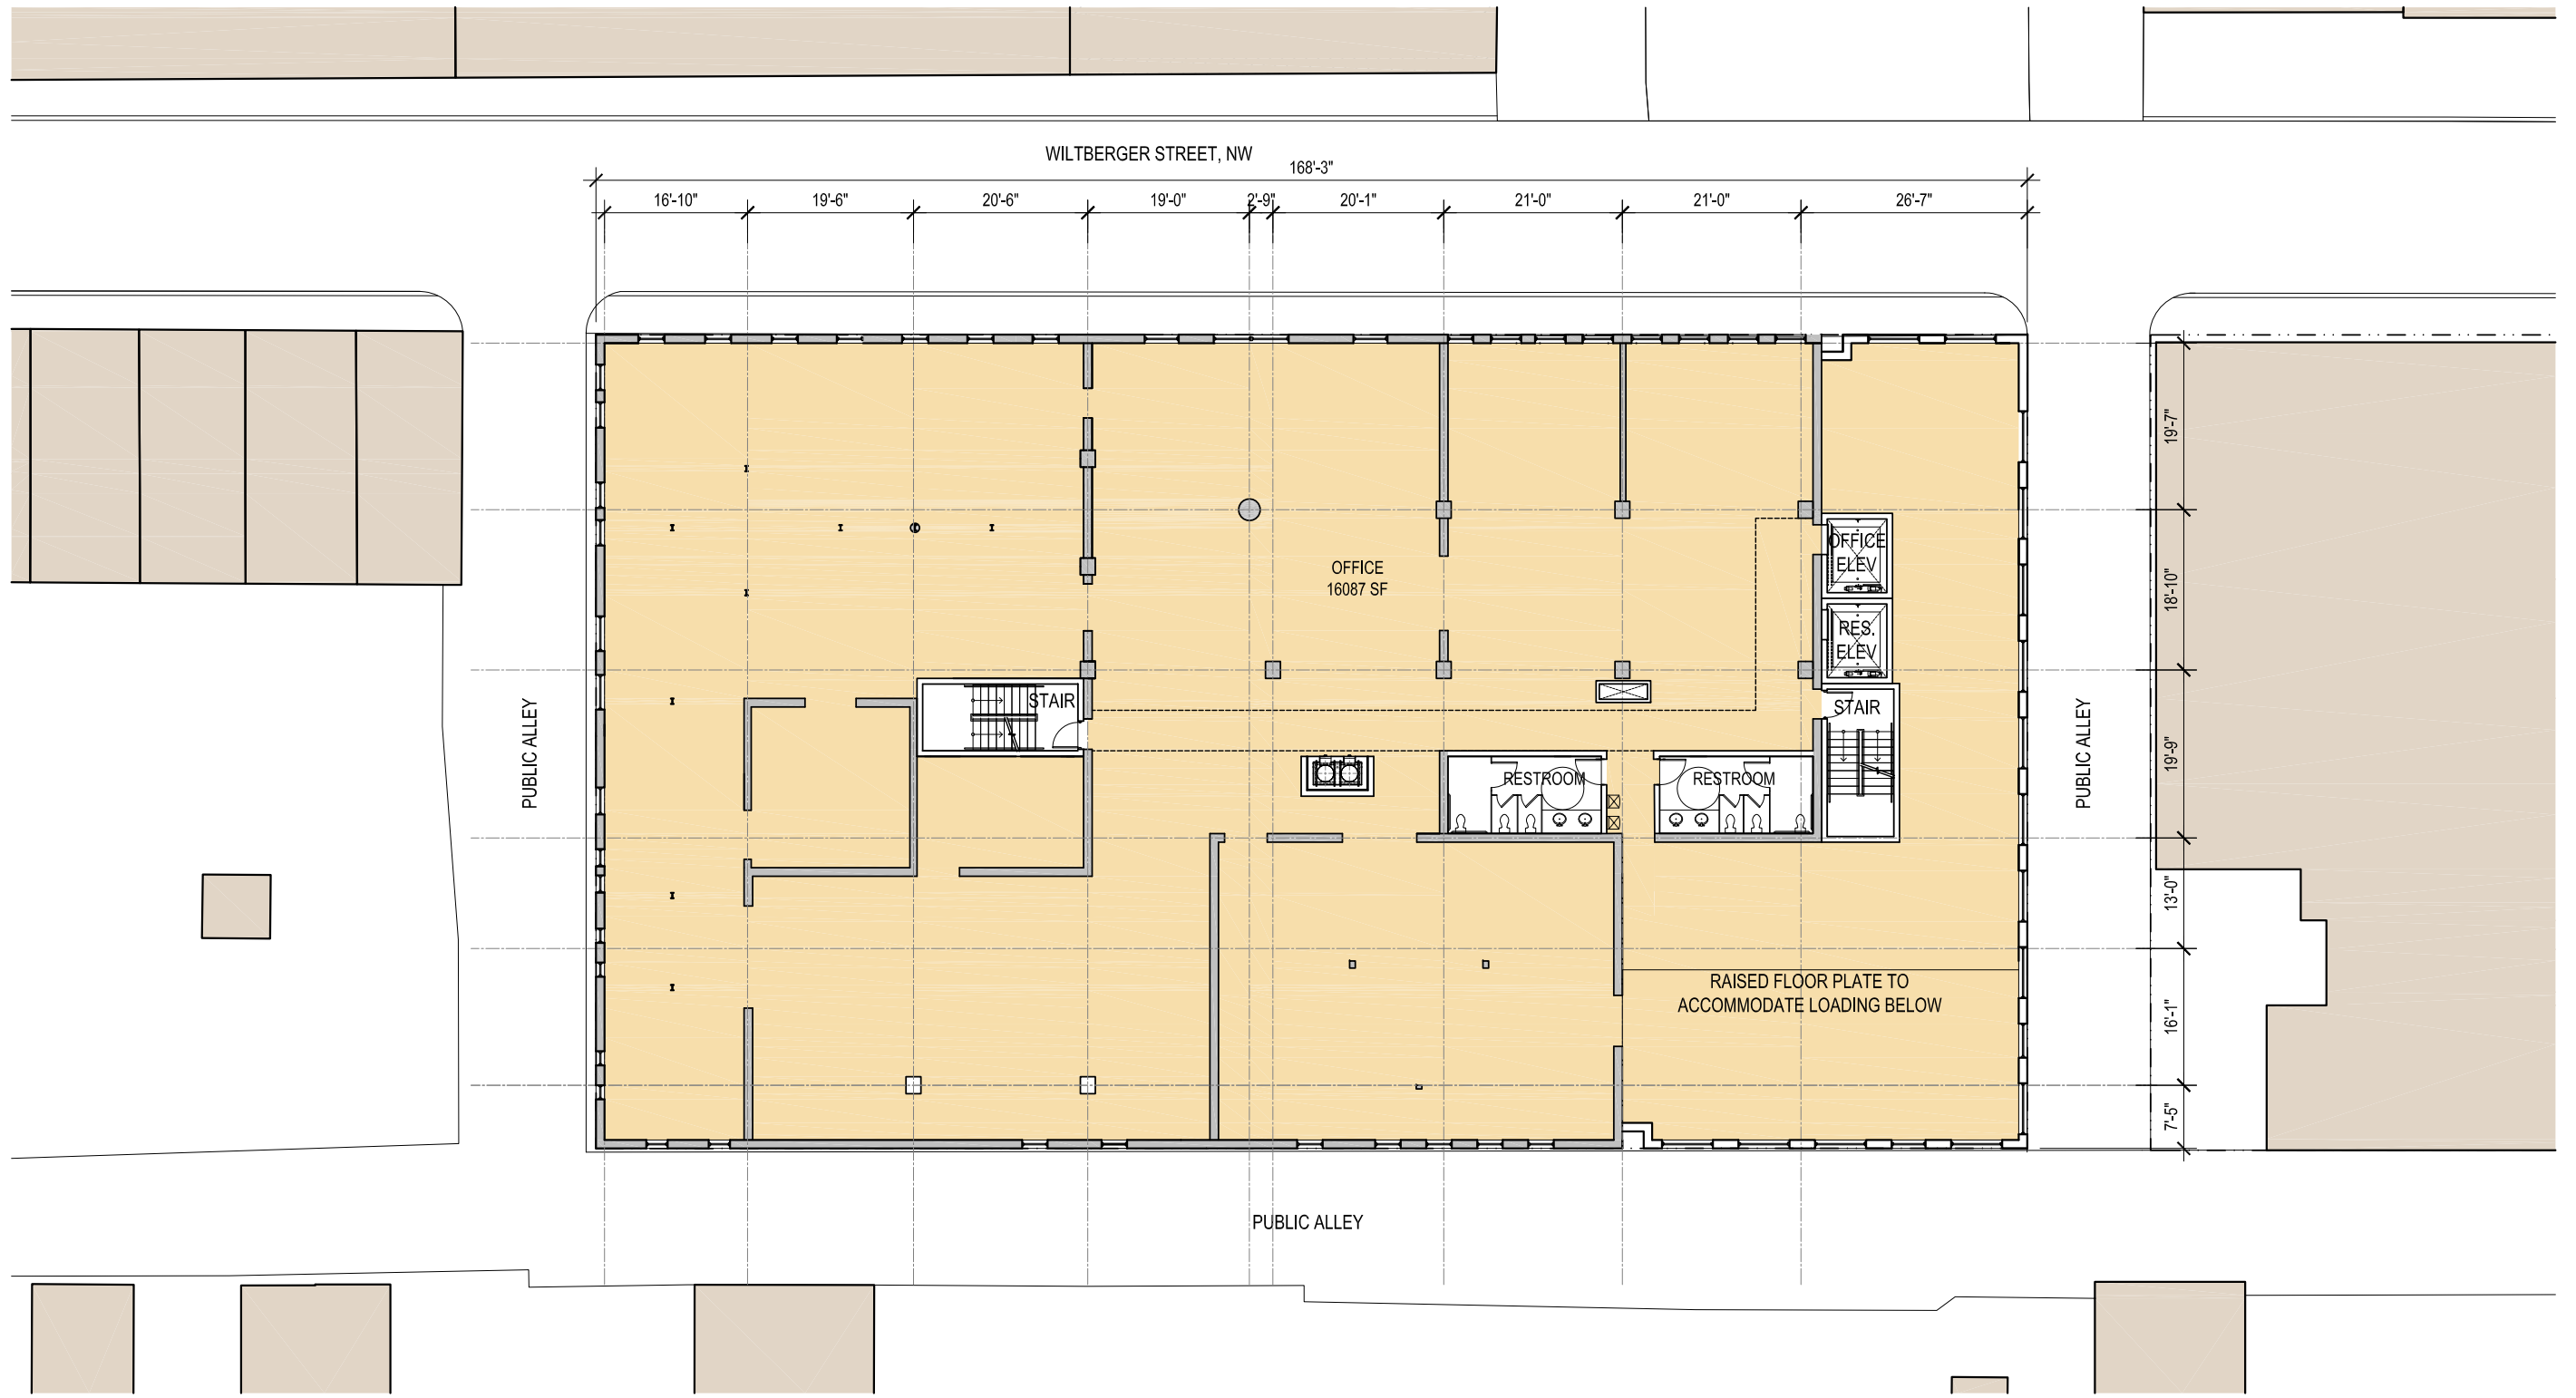 WILTBERGER STREET, NW
168'-3"
16'-10"
19'-6"
20'-6"
19'-0"
2'-9"
20'-1"
21'-0"
21'-0"
26'-7"
19'-7"
OFFICE
ELEV
OFFICE
16087 SF
18'-10"
RES.
ELEV
STAIR
STAIR
PUBLIC ALLEY
PUBLIC ALLEY
19'-9"
RESTROOM
RESTROOM
13'-0"
RAISED FLOOR PLATE TO
ACCOMMODATE LOADING BELOW
16'-1"
7'-5"
PUBLIC ALLEY